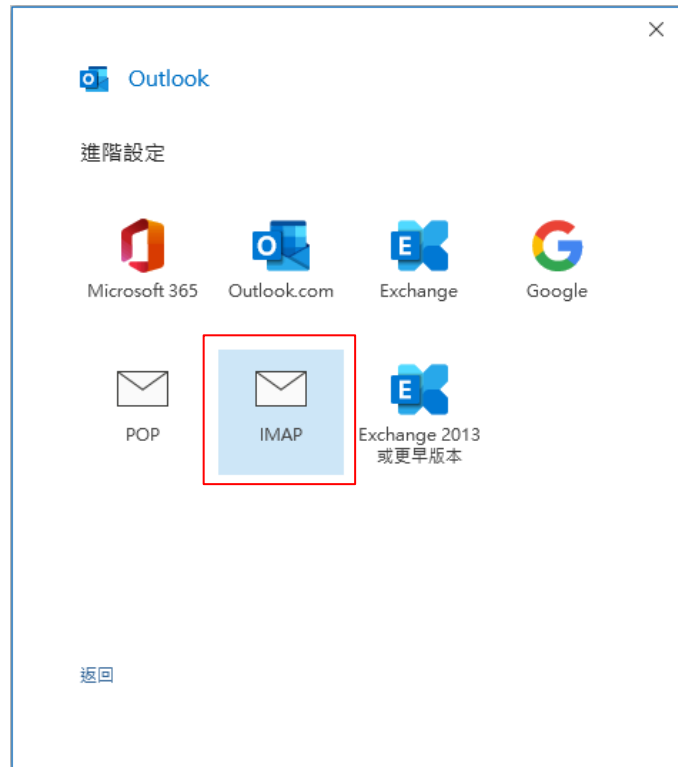 Outlook
進階設定
Microsoft 365
Outlook.com
Exchange
Google
POP
IMAP
Exchange 2013
或更早版本
返回